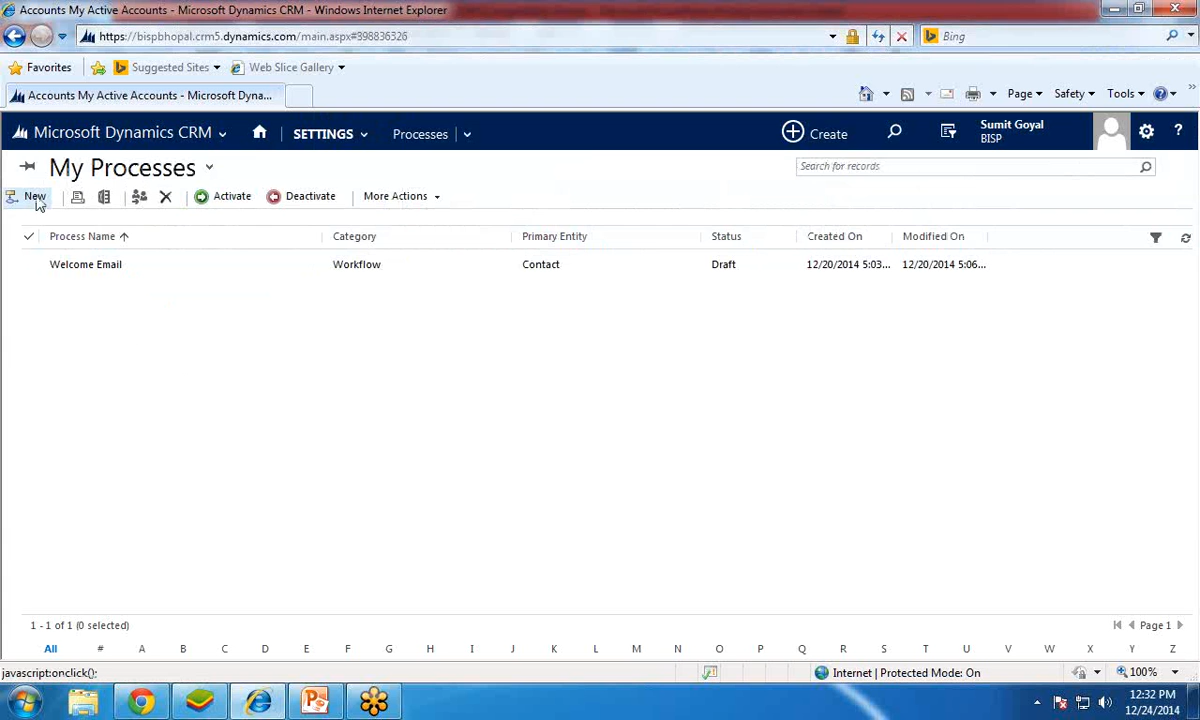 Accounts My Active Accounts - Microsoft Dynamics CRM - Windows Internet Explorer
https://bispbhopal.crm5.dynamics.com/main.aspx#398836326
Bing
Favorites Suggested Sites Web Slice Gallery
Accounts My Active Accounts - Microsoft Dyna...
Page Safety Tools
Microsoft Dynamics CRM SETTINGS Processes Create Sumit Goyal
BISP
My Processes
Search for records
New Activate Deactivate More Actions
Process Name Category Primary Entity Status Created On Modified On
Welcome Email Workflow Contact Draft 12/20/2014 5:03... 12/20/2014 5:06...
1 - 1 of 1 (0 selected) Page 1
All # A B C D E F G H I J K L M N O P Q R S T U V W X Y Z
javascript:onclick(); Internet | Protected Mode: On 100%
12:32 PM
12/24/2014